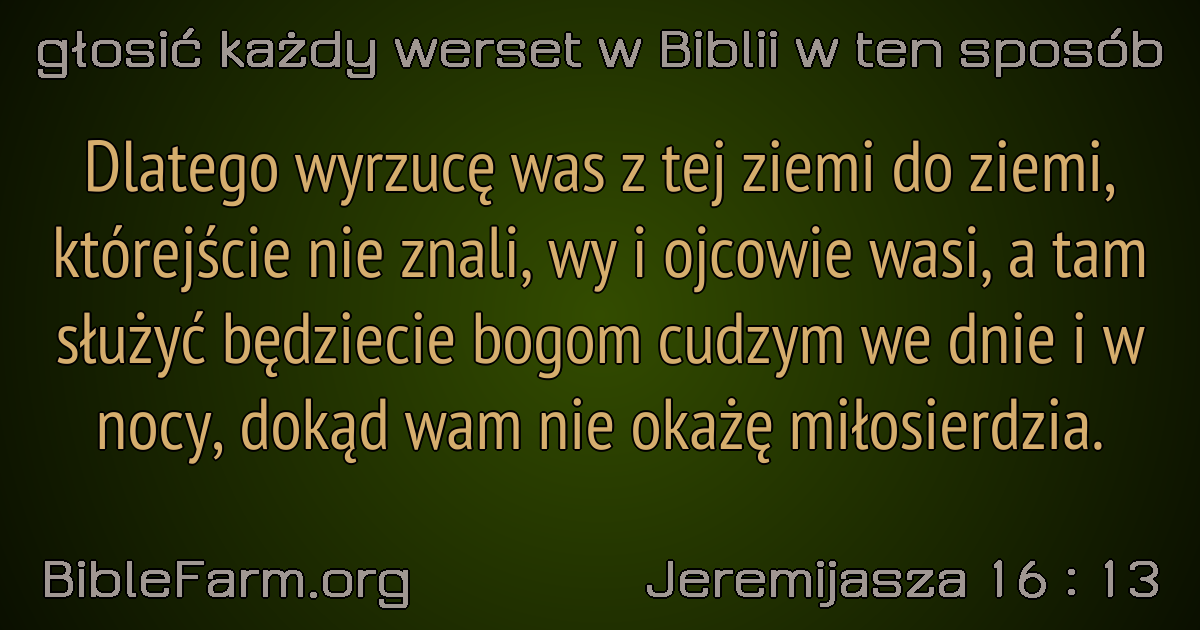 głosić każdy werset w Biblii w ten sposób
Dlatego wyrzucę was z tej ziemi do ziemi,
którejście nie znali, wy i ojcowie wasi, a tam
służyć będziecie bogom cudzym we dnie i w
nocy, dokąd wam nie okażę miłosierdzia.
BibleFarm.org Jeremijasza 16 : 13